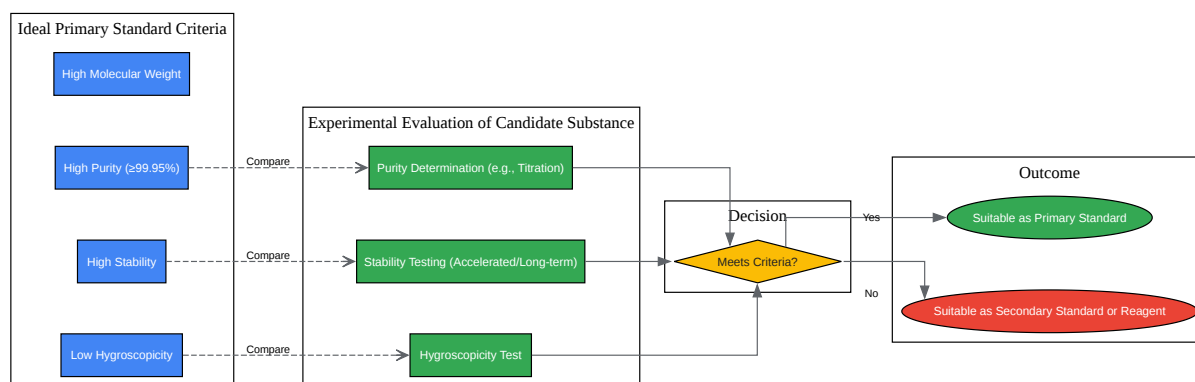 Ideal Primary Standard Criteria
High Molecular Weight
High Purity (≥99.95%)
High Stability
Low Hygroscopicity
Compare
Compare
Compare
Experimental Evaluation of Candidate Substance
Purity Determination (e.g., Titration)
Stability Testing (Accelerated/Long-term)
Hygroscopicity Test
Decision
Meets Criteria?
Yes
No
Outcome
Suitable as Primary Standard
Suitable as Secondary Standard or Reagent